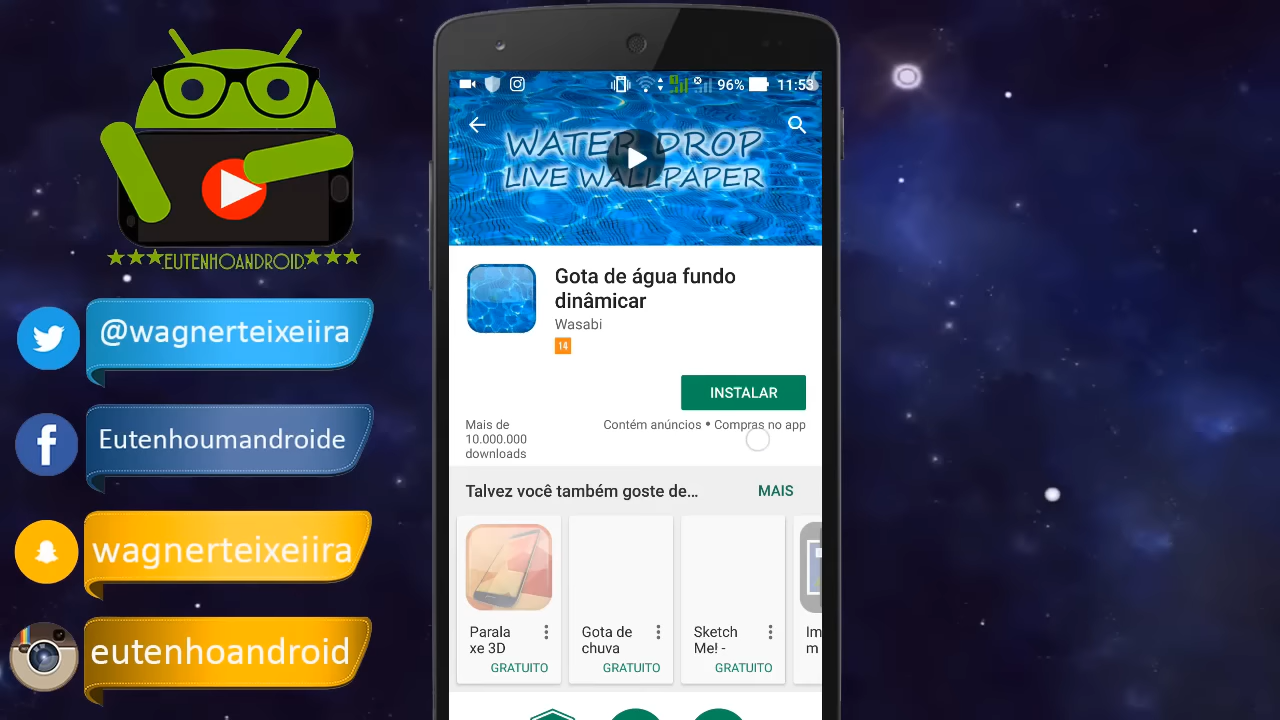 EUTENHOANDROID
@wagnerteixeiira
Eutenhoumandroide
wagnerteixeiira
eutenhoandroid
1
96%
11:53
WATER DROP
LIVE WALLPAPER
Gota de água fundo
dinâmicar
Wasabi
14
INSTALAR
Mais de
10.000.000
downloads
Contém anúncios • Compras no app
Talvez você também goste de...
MAIS
Parala
xe 3D
GRATUITO
Gota de
chuva
GRATUITO
Sketch
Me! -
GRATUITO
Im
m